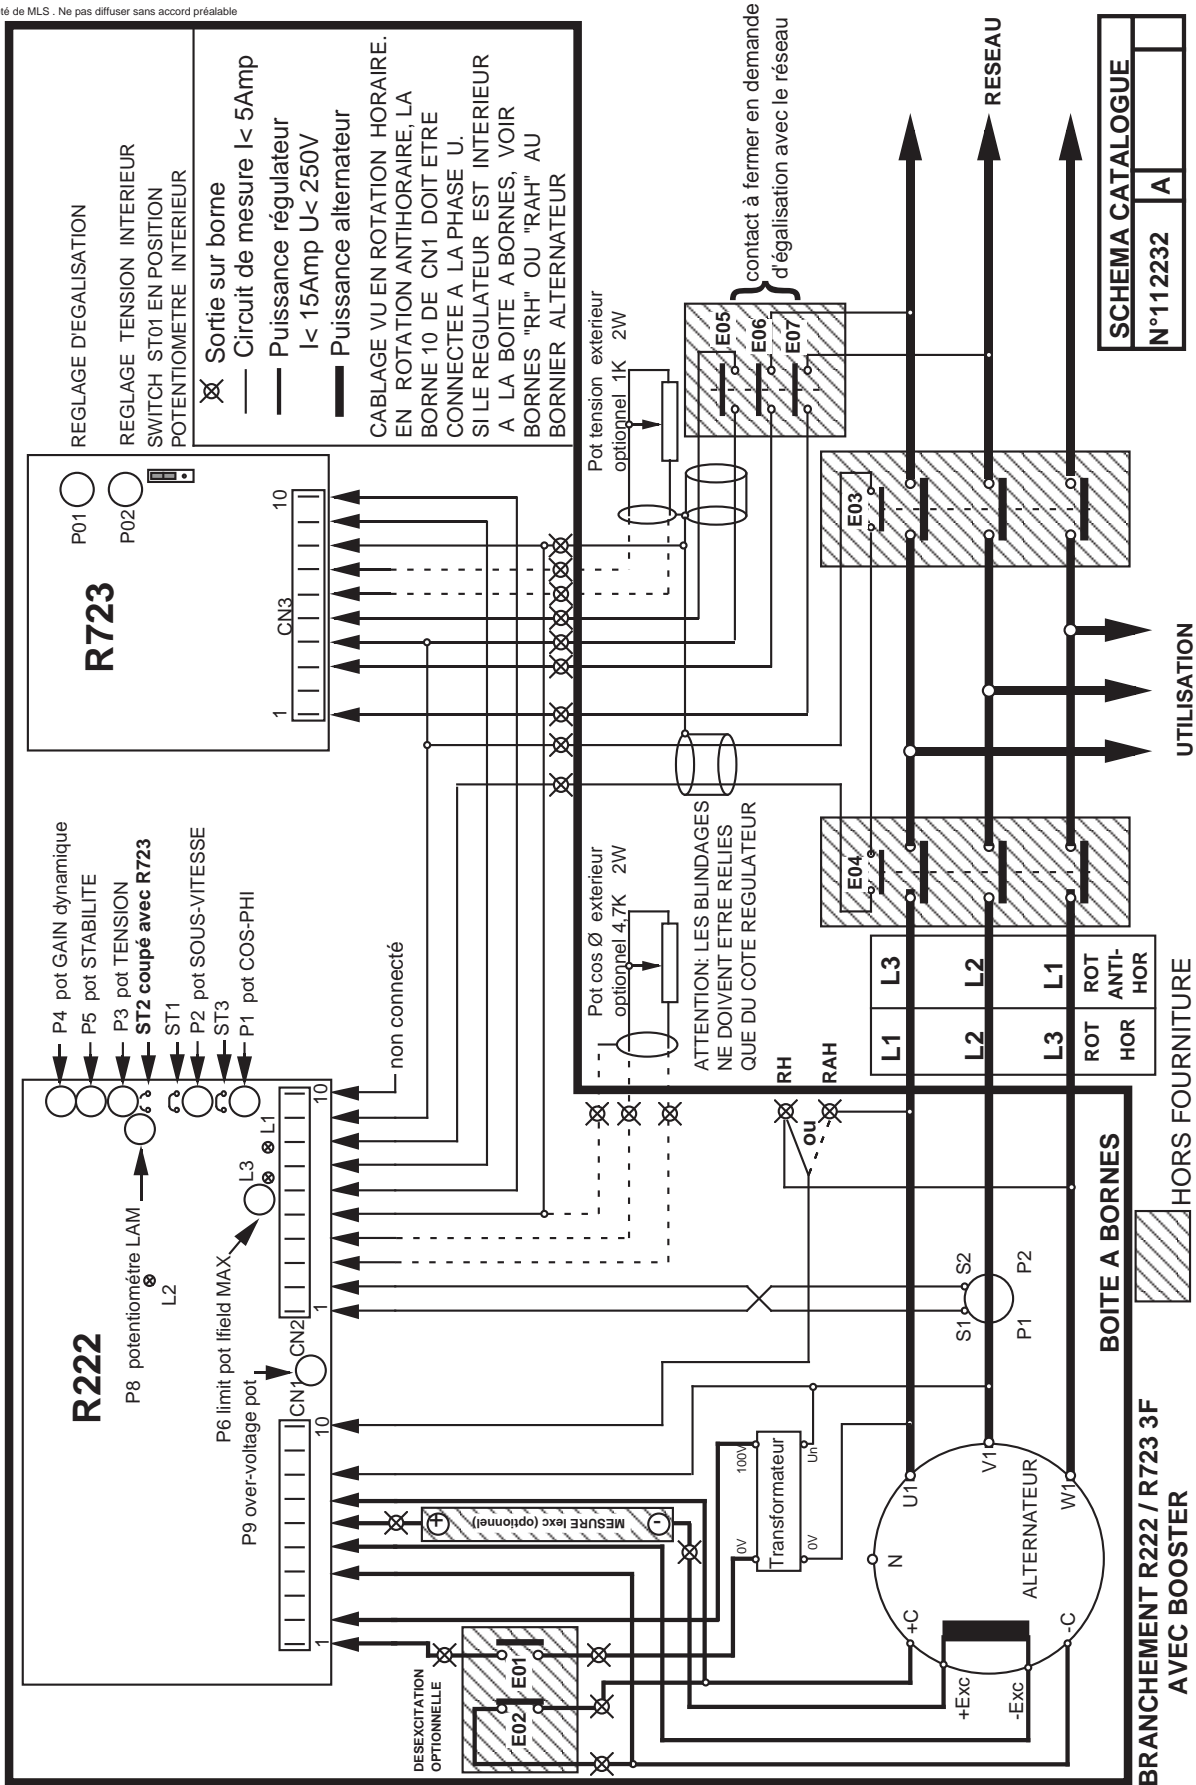 té de MLS . Ne pas diffuser sans accord préalable
R222
P8 potentiométre LAM
L2
P6 limit pot Ifield MAX
P9 over-voltage pot
P4 pot GAIN dynamique
P5 pot STABILITE
P3 pot TENSION
ST2 coupé avec R723
ST1
P2 pot SOUS-VITESSE
ST3
P1 pot COS-PHI
L3
L1
1
CN1
10
1
CN2
10
non connecté
R723
P01
P02
1
CN3
10
REGLAGE D'EGALISATION
REGLAGE TENSION INTERIEUR
SWITCH ST01 EN POSITION
POTENTIOMETRE INTERIEUR
Sortie sur borne
Circuit de mesure I< 5Amp
Puissance régulateur
I< 15Amp U< 250V
Puissance alternateur
CABLAGE VU EN ROTATION HORAIRE.
EN ROTATION ANTIHORAIRE, LA
BORNE 10 DE CN1 DOIT ETRE
CONNECTEE A LA PHASE U.
SI LE REGULATEUR EST INTERIEUR
A LA BOITE A BORNES, VOIR
BORNES "RH" OU "RAH" AU
BORNIER ALTERNATEUR
DESEXCITATION
OPTIONNELLE
E02
E01
+
MESURE Iexc (optionnel)
-
0V
100V
Transformateur
0V
Un
S1
S2
P1
P2
RH
ou
RAH
Pot cos Ø exterieur
optionnel 4,7K 2W
ATTENTION: LES BLINDAGES
NE DOIVENT ETRE RELIES
QUE DU COTE REGULATEUR
Pot tension exterieur
optionnel 1K 2W
E05
E06
E07
contact à fermer en demande
d'égalisation avec le réseau
E04
E03
L1
L3
L2
L2
L3
L1
ROT
HOR
ROT
ANTI-
HOR
N
U1
V1
W1
+C
-C
ALTERNATEUR
+Exc
-Exc
BOITE A BORNES
HORS FOURNITURE
UTILISATION
RESEAU
BRANCHEMENT R222 / R723 3F
AVEC BOOSTER
SCHEMA CATALOGUE
N°112232
A